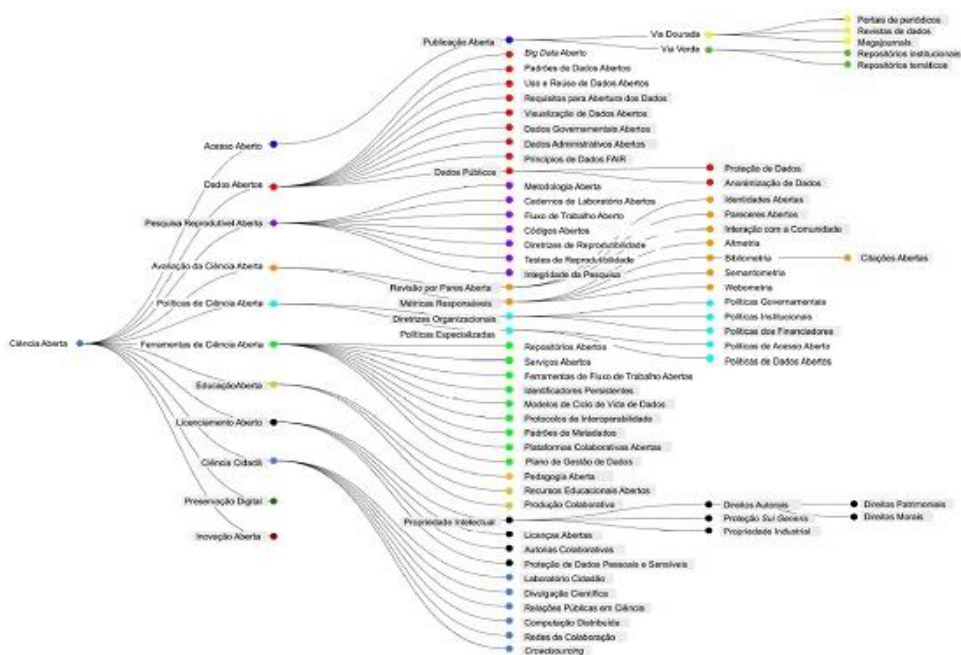 Ciência Aberta
Acesso Aberto
Publicação Aberta
Via Dourada
Portais de periódicos
Revistas de dados
Megajournals
Via Verde
Repositórios institucionais
Repositórios temáticos
Dados Abertos
Big Data Aberto
Padrões de Dados Abertos
Uso e Reúso de Dados Abertos
Requisitos para Abertura dos Dados
Visualização de Dados Abertos
Dados Governamentais Abertos
Dados Administrativos Abertos
Princípios de Dados FAIR
Dados Públicos
Proteção de Dados
Anonimização de Dados
Pesquisa Reprodutível Aberta
Metodologia Aberta
Cadernos de Laboratório Abertos
Fluxo de Trabalho Aberto
Códigos Abertos
Diretrizes de Reprodutibilidade
Testes de Reprodutibilidade
Integridade da Pesquisa
Avaliação da Ciência Aberta
Revisão por Pares Aberta
Identidades Abertas
Pareceres Abertos
Interação com a Comunidade
Métricas Responsáveis
Altmetria
Bibliometria
Citações Abertas
Semantometria
Webometria
Políticas de Ciência Aberta
Diretrizes Organizacionais
Políticas Governamentais
Políticas Institucionais
Políticas dos Financiadores
Políticas Especializadas
Políticas de Acesso Aberta
Políticas de Dados Abertos
Ferramentas de Ciência Aberta
Repositórios Abertos
Serviços Abertos
Ferramentas de Fluxo de Trabalho Abertas
Identificadores Persistentes
Modelos de Ciclo de Vida de Dados
Protocolos de Interoperabilidade
Padrões de Metadados
Plataformas Colaborativas Abertas
Plano de Gestão de Dados
EducaçãoAberta
Pedagogia Aberta
Recursos Educacionais Abertos
Produção Colaborativa
Licenciamento Aberto
Propriedade Intelectual
Direitos Autorais
Direitos Patrimoniais
Direitos Morais
Proteção Sui Generis
Propriedade Industrial
Licenças Abertas
Autorias Colaborativas
Proteção de Dados Pessoais e Sensíveis
Ciência Cidadã
Laboratório Cidadão
Divulgação Científica
Relações Públicas em Ciência
Computação Distribuída
Redes de Colaboração
Crowdsourcing
Preservação Digital
Inovação Aberta